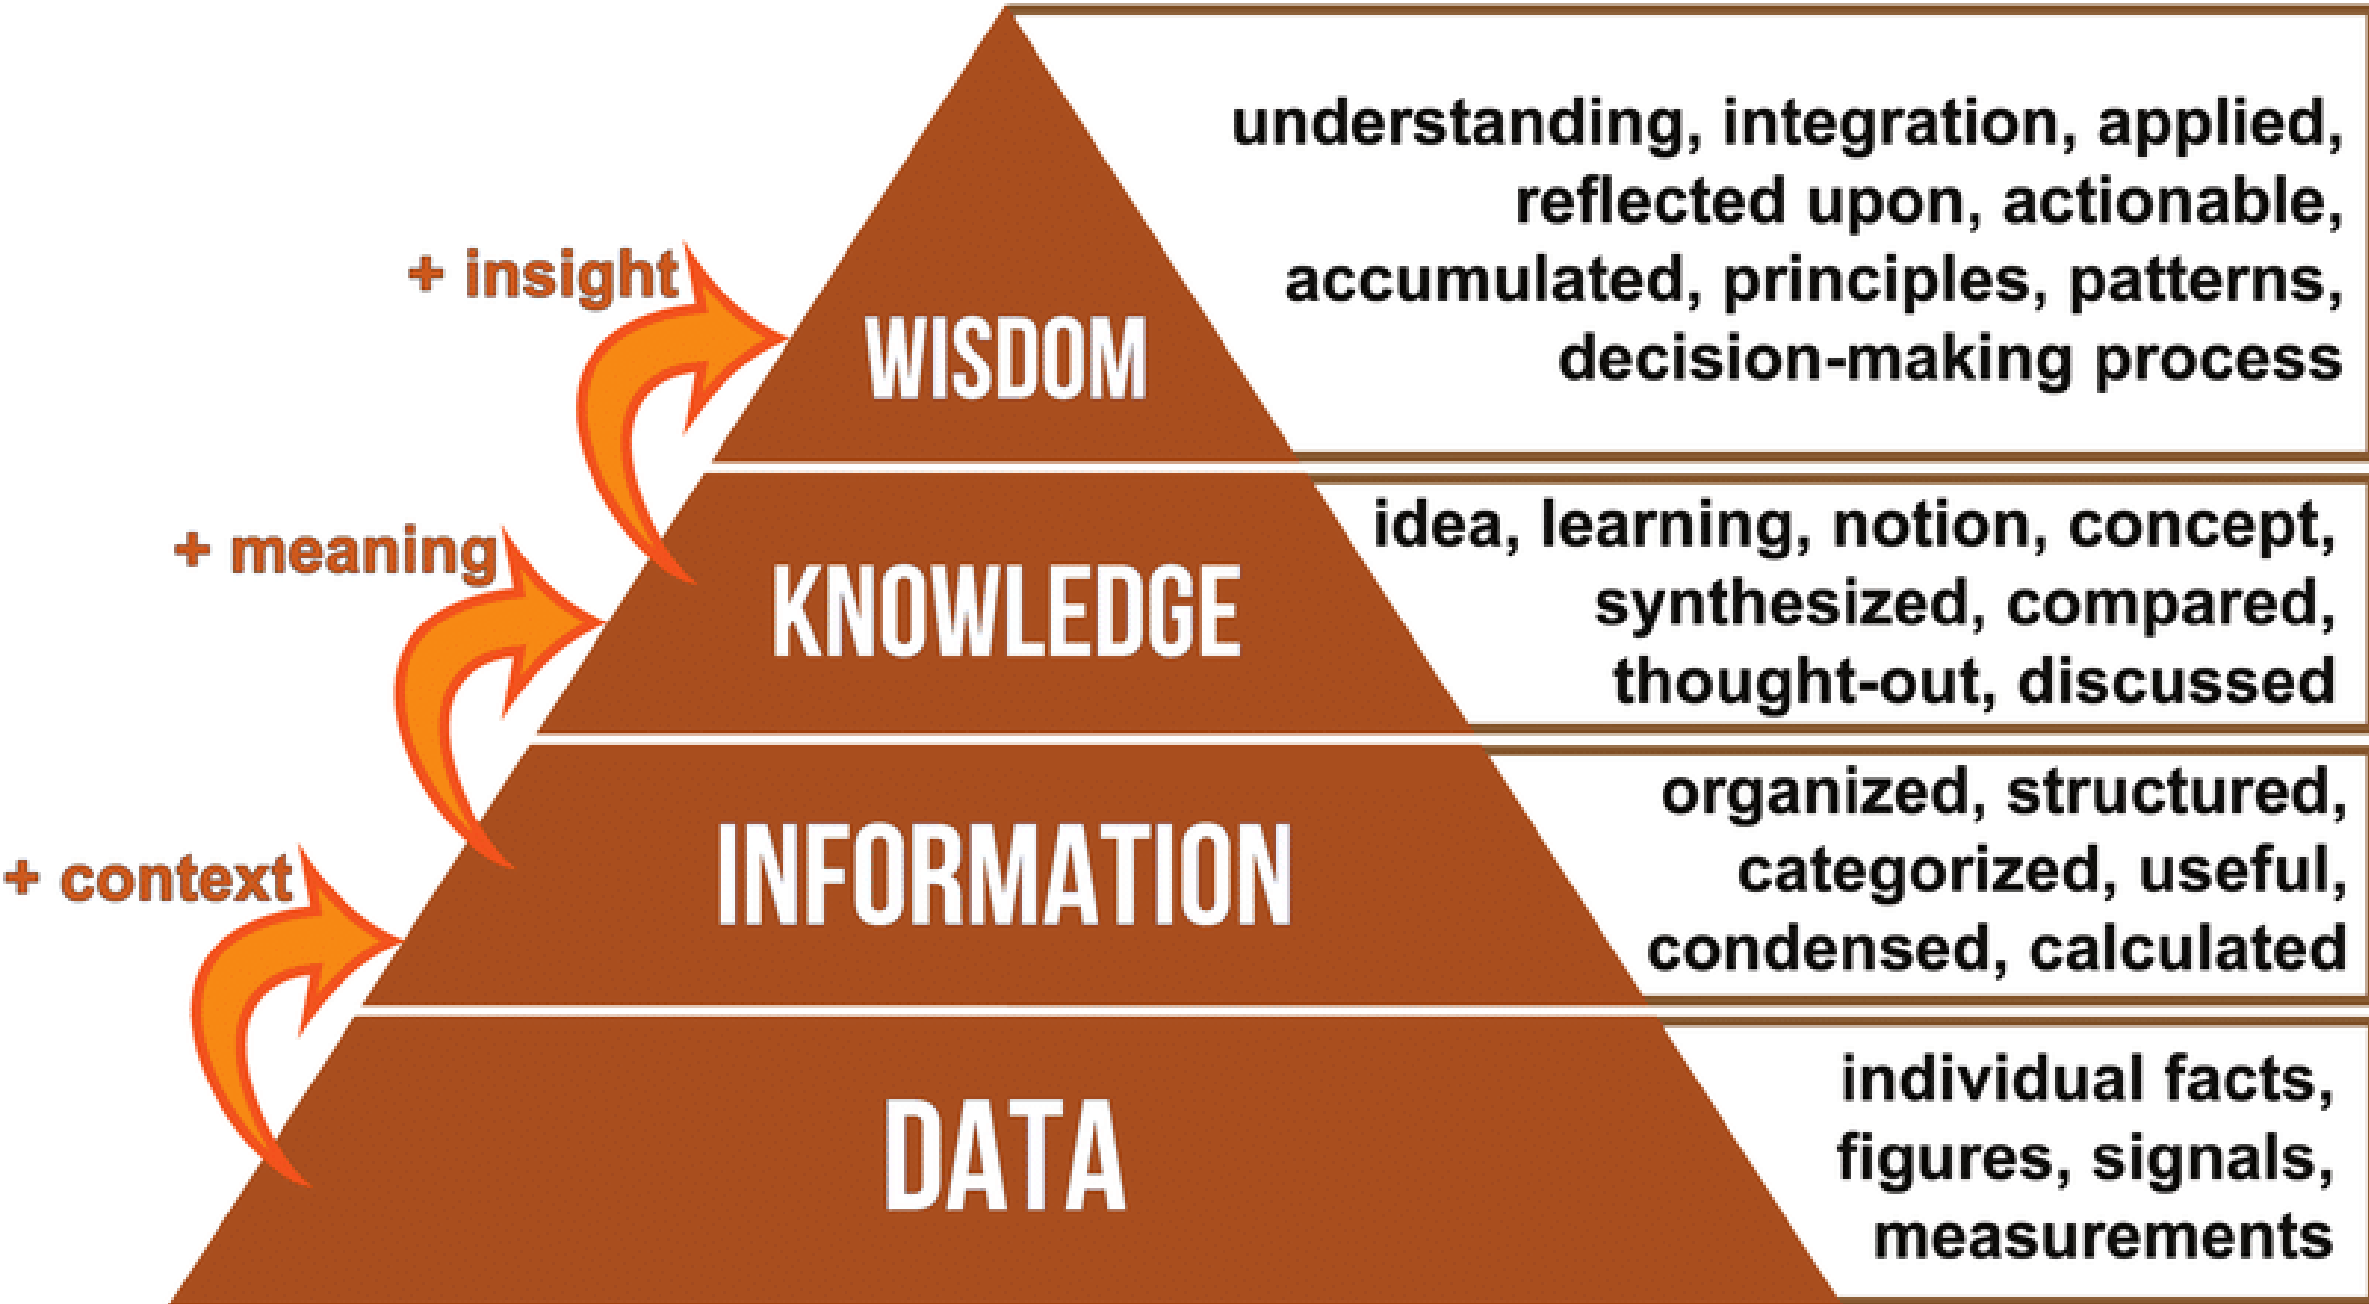 understanding, integration, applied,
reflected upon, actionable,
accumulated, principles, patterns,
decision-making process
+ insight
WISDOM
idea, learning, notion, concept,
synthesized, compared,
thought-out, discussed
+ meaning
KNOWLEDGE
organized, structured,
categorized, useful,
condensed, calculated
+ context
INFORMATION
individual facts,
figures, signals,
measurements
DATA